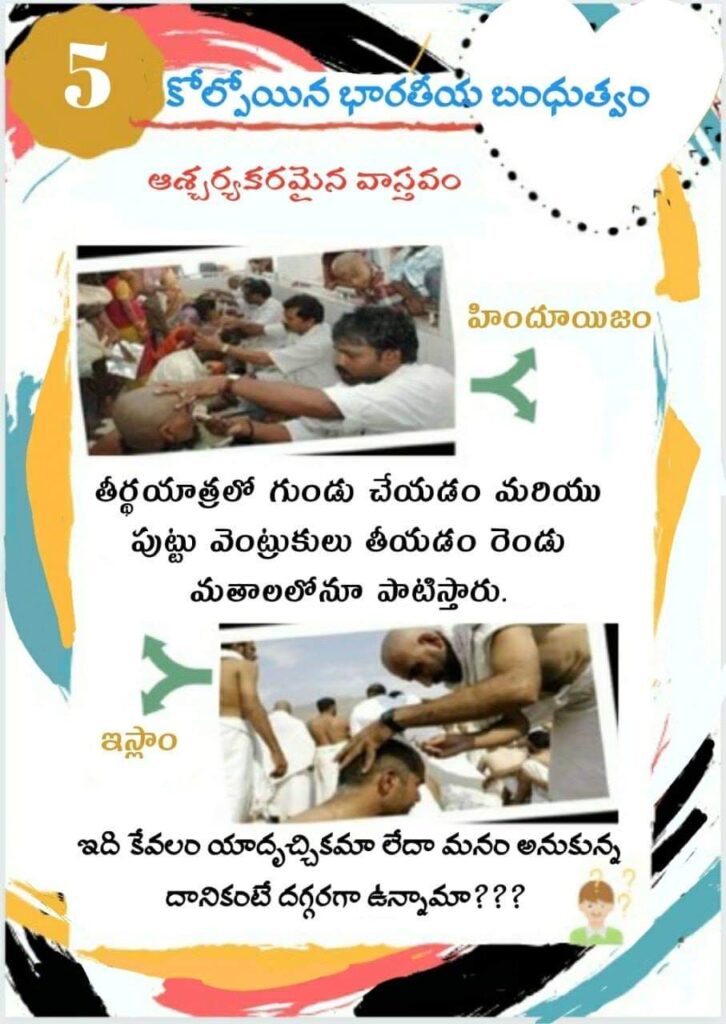 5
కోల్పోయిన భారతీయ బంధుత్వం
ఆశ్చర్యకరమైన వాస్తవం
హిందూయిజం
తీర్థయాత్రలో గుండు చేయడం మరియు
పుట్టు వెంట్రుకులు తీయడం రెండు
మతాలలోనూ పాటిస్తారు.
ఇస్లాం
ఇది కేవలం యాదృచ్చికమా లేదా మనం అనుకున్న
దానికంటే దగ్గరగా ఉన్నామా???